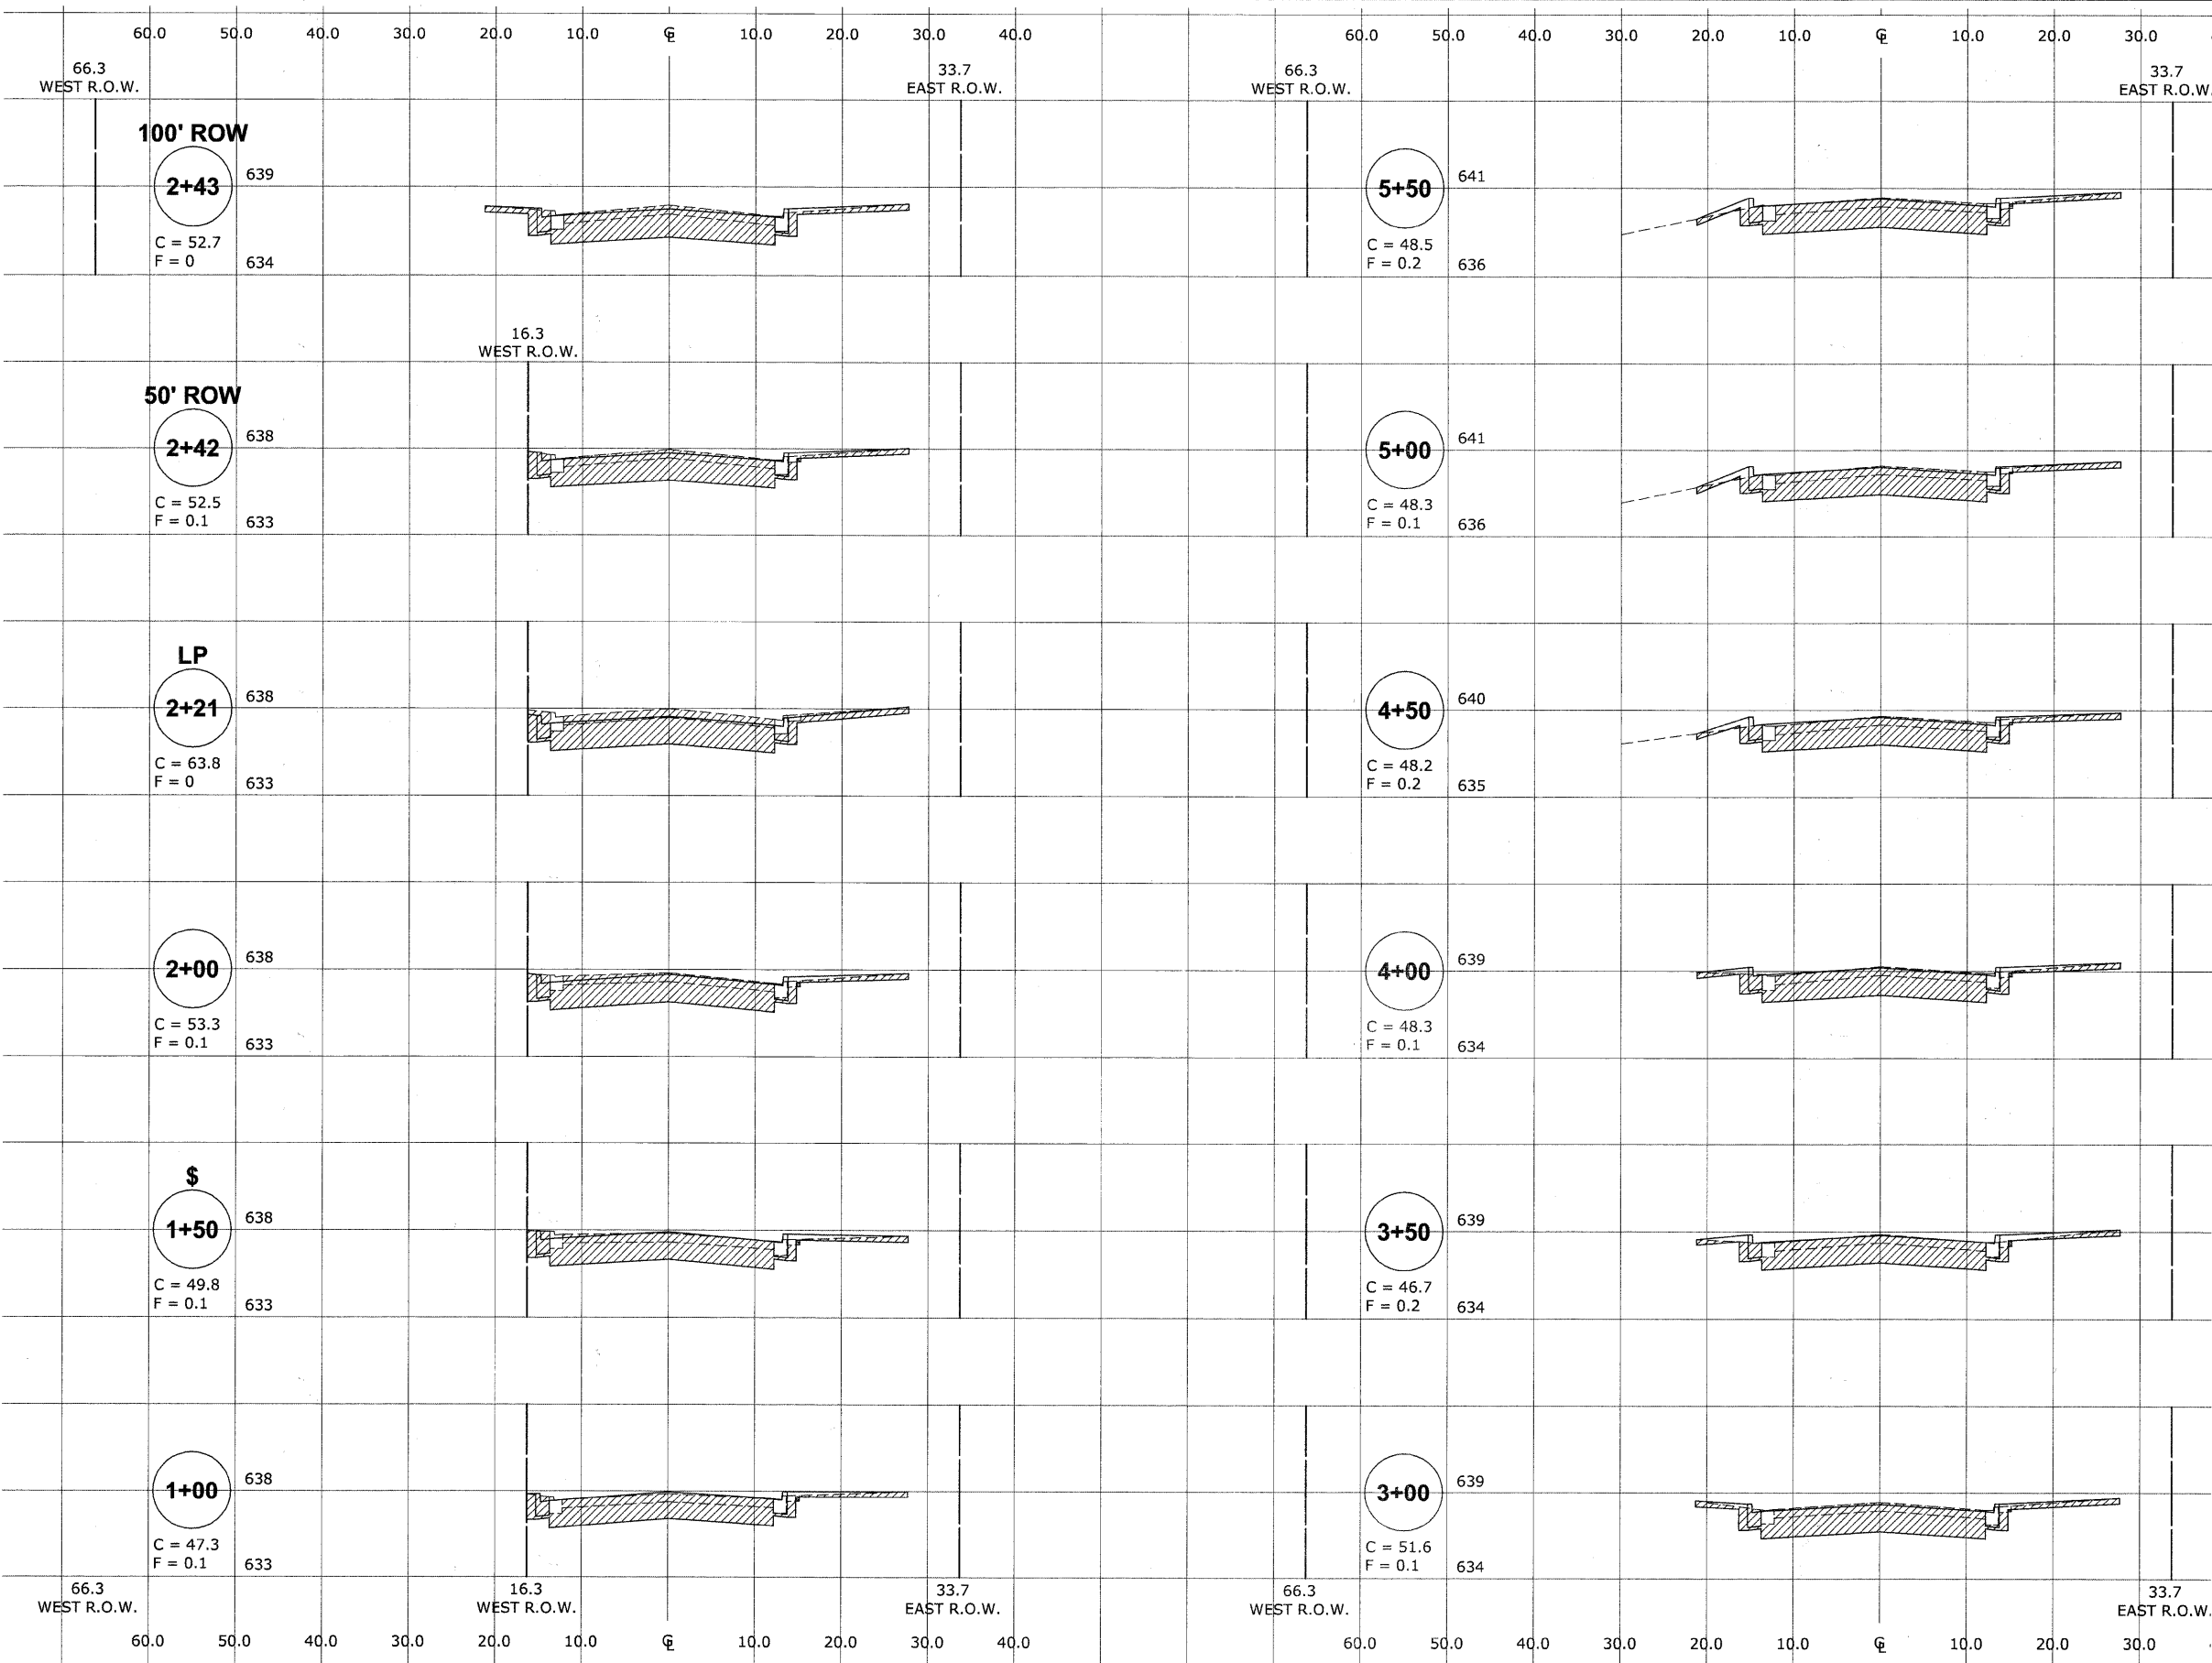 60.0 50.0 40.0 30.0 20.0 10.0 ℄ 10.0 20.0 30.0 40.0 60.0 50.0 40.0 30.0 20.0 10.0 ℄ 10.0 20.0 30.0
66.3 33.7 66.3 33.7
WEST R.O.W. EAST R.O.W. WEST R.O.W. EAST R.O.W.
100' ROW
2+43 639
C = 52.7
F = 0 634
5+50 641
C = 48.5
F = 0.2 636
16.3
WEST R.O.W.
50' ROW
2+42 638
C = 52.5
F = 0.1 633
5+00 641
C = 48.3
F = 0.1 636
LP
2+21 638
C = 63.8
F = 0 633
4+50 640
C = 48.2
F = 0.2 635
2+00 638
C = 53.3
F = 0.1 633
4+00 639
C = 48.3
F = 0.1 634
$
1+50 638
C = 49.8
F = 0.1 633
3+50 639
C = 46.7
F = 0.2 634
1+00 638
C = 47.3
F = 0.1 633
3+00 639
C = 51.6
F = 0.1 634
66.3 16.3 33.7 66.3 33.7
WEST R.O.W. WEST R.O.W. EAST R.O.W. WEST R.O.W. EAST R.O.W.
60.0 50.0 40.0 30.0 20.0 10.0 ℄ 10.0 20.0 30.0 40.0 60.0 50.0 40.0 30.0 20.0 10.0 ℄ 10.0 20.0 30.0